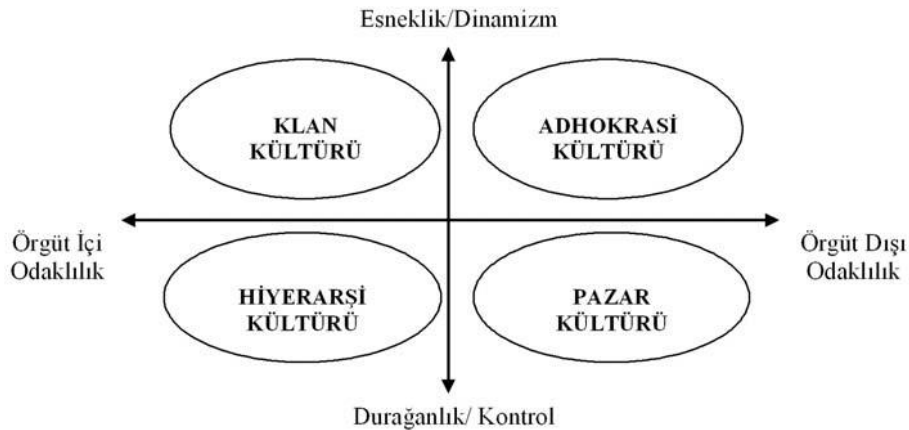 Esneklik/Dinamizm
KLAN
KÜLTÜRÜ
ADHOKRASİ
KÜLTÜRÜ
Örgüt İçi
Odaklılık
Örgüt Dışı
Odaklılık
HİYERARŞİ
KÜLTÜRÜ
PAZAR
KÜLTÜRÜ
Durağanlık/ Kontrol